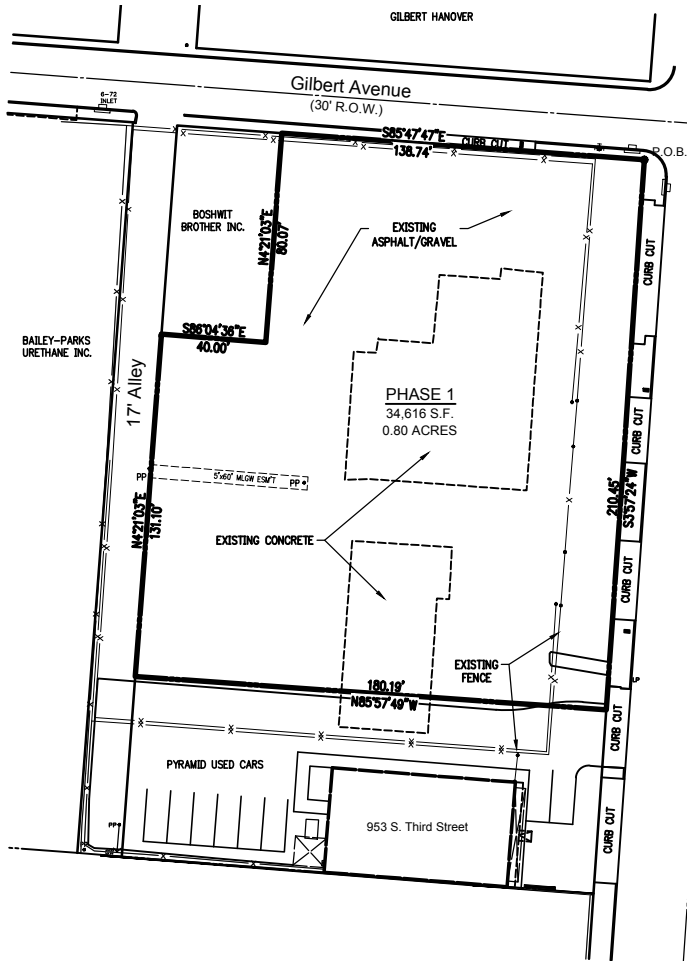 GILBERT HANOVER
Gilbert Avenue
(30' R.O.W.)
6-72
INLET
S85°47'47"E
138.74'
CURB CUT
P.O.B.
BOSHWIT
BROTHER INC.
N4°21'03"E
80.07'
EXISTING
ASPHALT/GRAVEL
CURB CUT
S86°04'36"E
40.00'
BAILEY-PARKS
URETHANE INC.
17' Alley
PHASE 1
34,616 S.F.
0.80 ACRES
CURB CUT
PP
5'x60' MLGW ESM'T
PP
N4°21'03"E
131.10'
210.45'
S3°57'24"W
EXISTING CONCRETE
CURB CUT
EXISTING
FENCE
180.19'
N85°57'49"W
LP
CURB CUT
PYRAMID USED CARS
953 S. Third Street
CURB CUT
PP